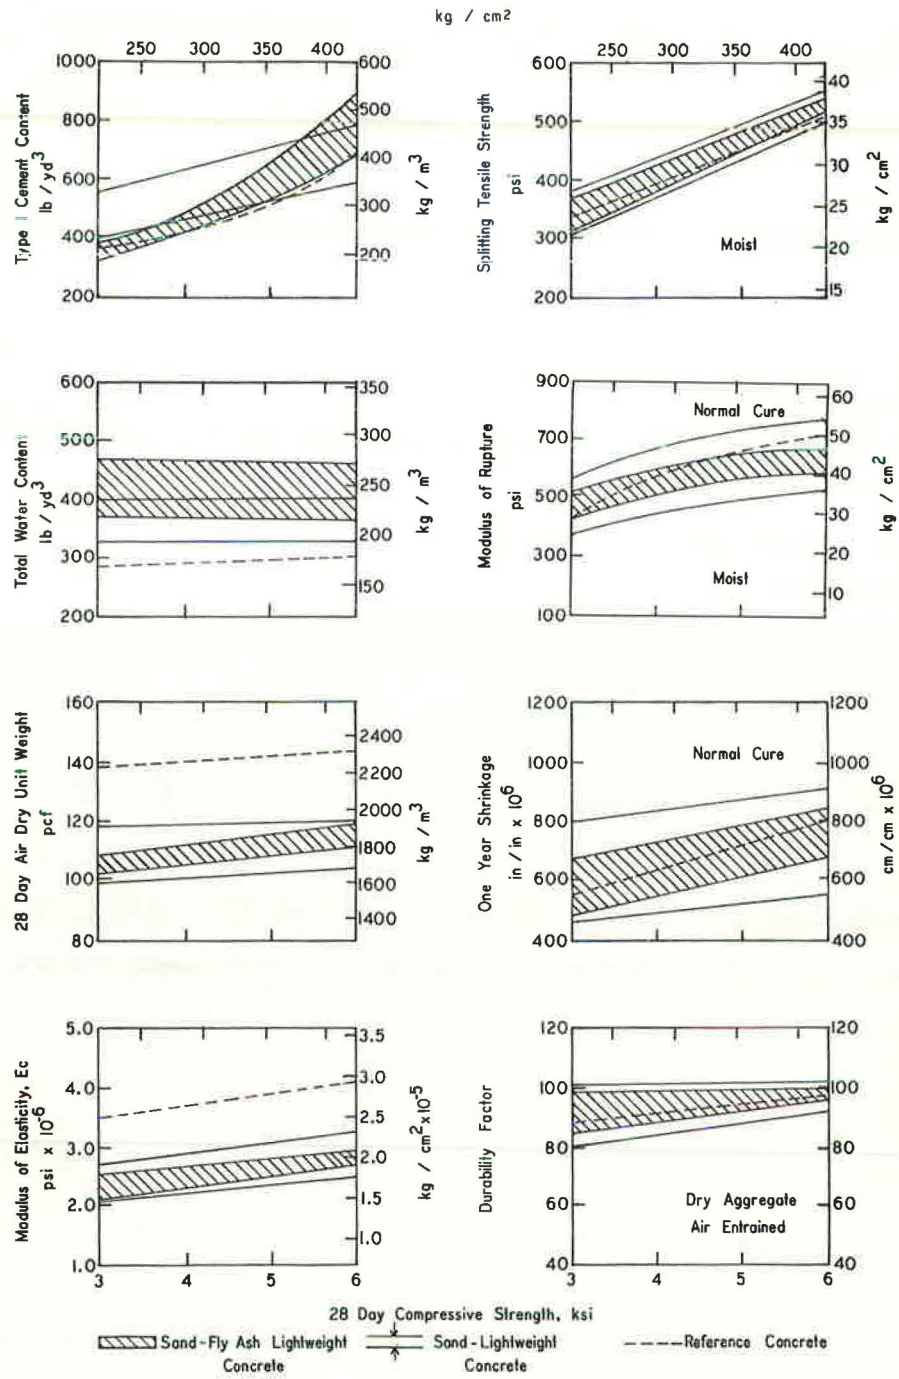 kg / cm2
250 300 350 400
1000
800
600
400
200
Type II Cement Content
lb / yd3
600
500
400
300
200
kg / m3
250 300 350 400
600
500
400
300
200
Splitting Tensile Strength
psi
Moist
40
35
30
25
20
15
kg / cm2
600
500
400
300
200
Total Water Content
lb / yd3
350
300
250
200
150
kg / m3
900
700
500
300
100
Modulus of Rupture
psi
Normal Cure
Moist
60
50
40
30
20
10
kg / cm2
160
140
120
100
80
28 Day Air Dry Unit Weight
pcf
2400
2200
2000
1800
1600
1400
kg / m3
1200
1000
800
600
400
One Year Shrinkage
in / in x 106
Normal Cure
1200
1000
800
600
400
cm/cm x 106
5.0
4.0
3.0
2.0
1.0
Modulus of Elasticity, Ec
psi x 10-6
3.5
3.0
2.5
2.0
1.5
1.0
kg / cm2 x10-5
3 4 5 6
120
100
80
60
40
Durability Factor
Dry Aggregate
Air Entrained
120
100
80
60
40
3 4 5 6
28 Day Compressive Strength, ksi
Sand-Fly Ash Lightweight
Concrete
Sand-Lightweight
Concrete
Reference Concrete